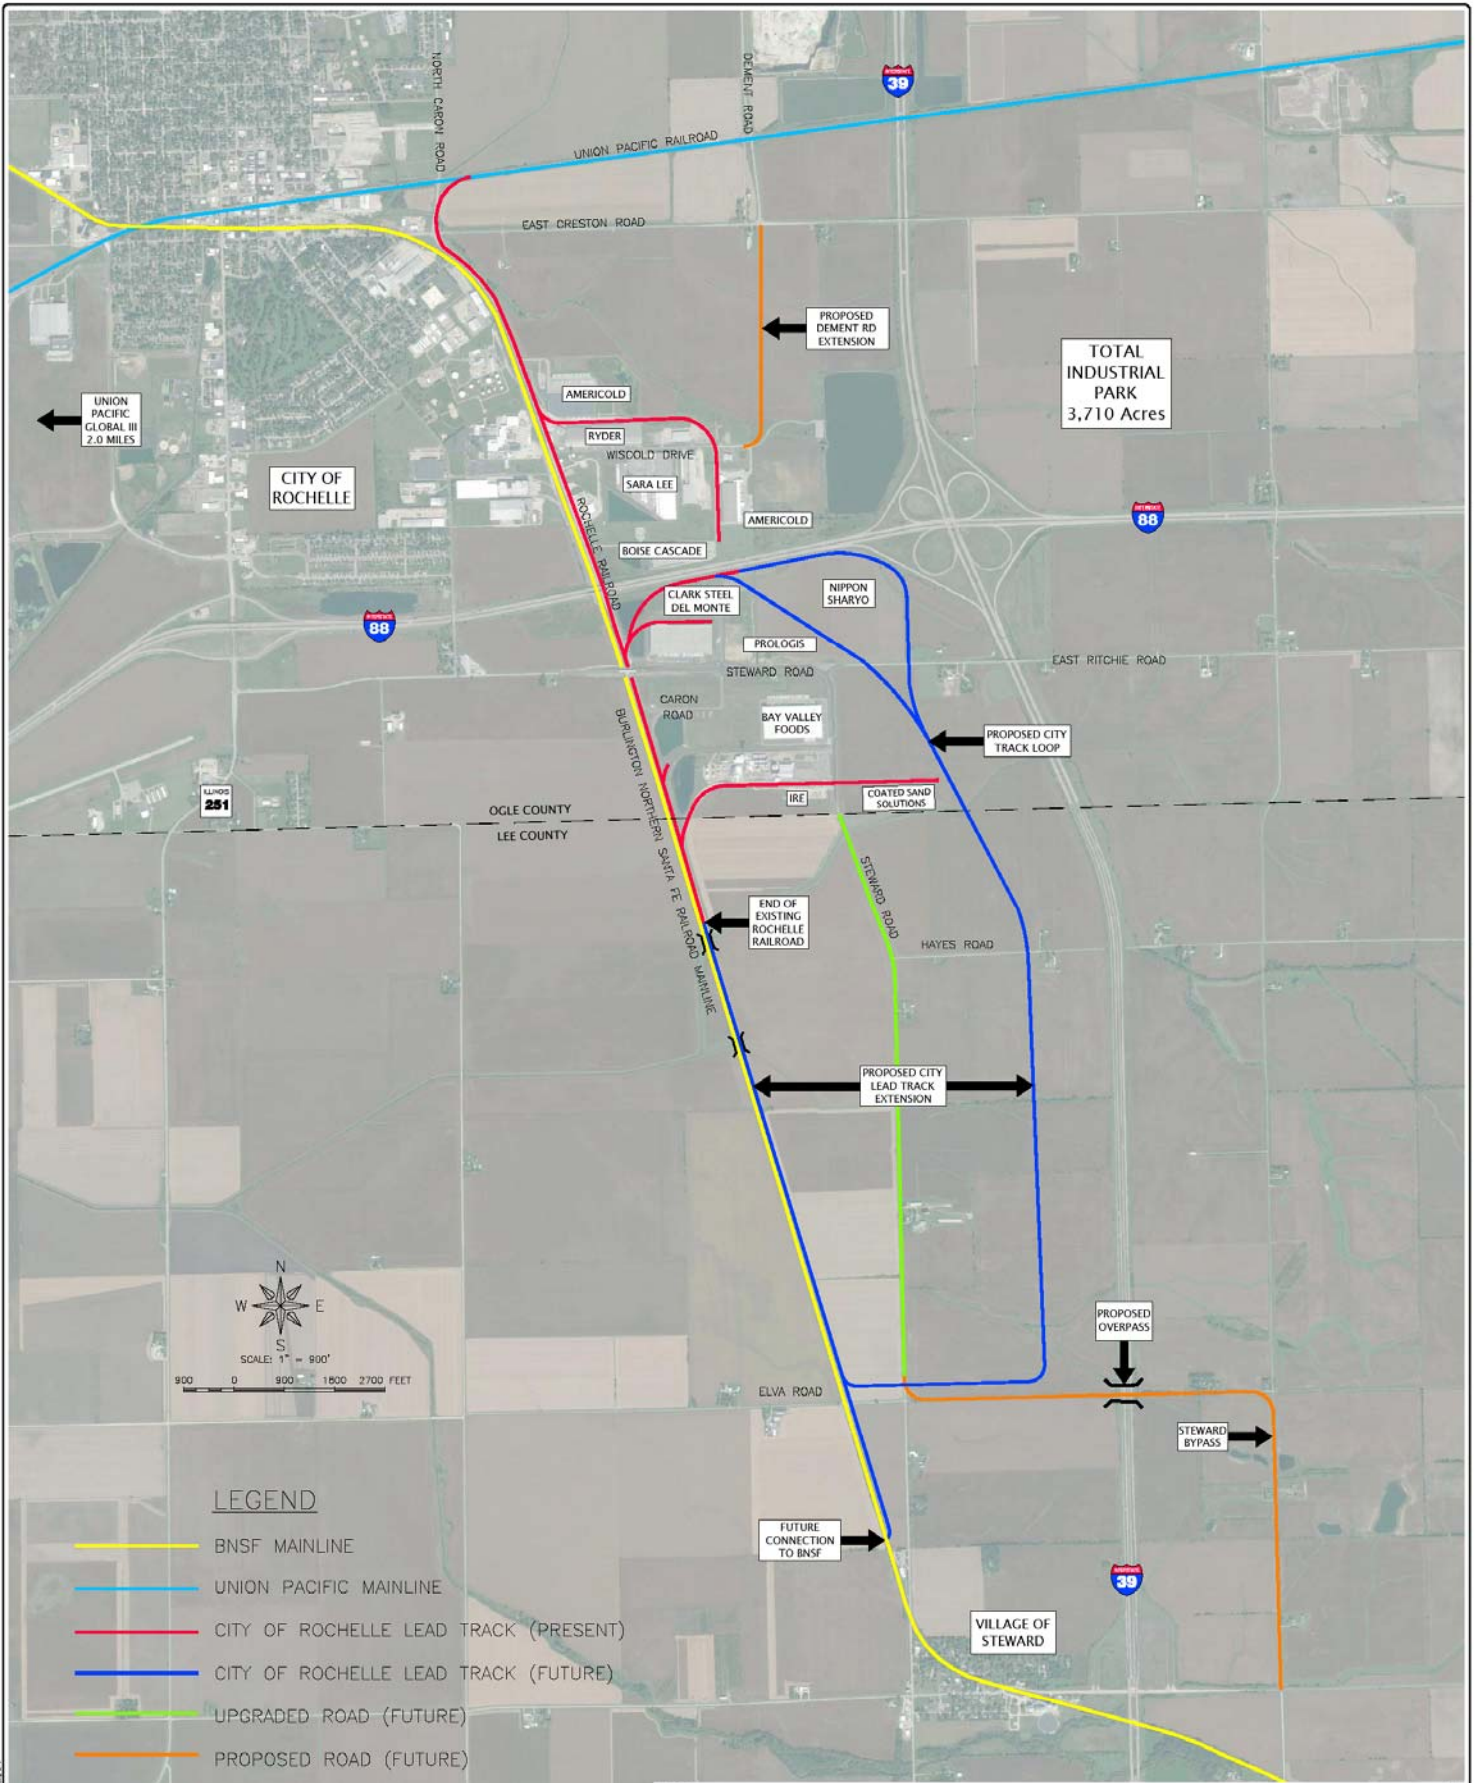 NORTH CARON ROAD
DEMENT ROAD
INTERSTATE
39
UNION PACIFIC RAILROAD
EAST CRESTON ROAD
PROPOSED
DEMENT RD
EXTENSION
TOTAL
INDUSTRIAL
PARK
3,710 Acres
UNION
PACIFIC
GLOBAL III
2.0 MILES
AMERICOLD
RYDER
WISCOLD DRIVE
CITY OF
ROCHELLE
SARA LEE
ROCHELLE RAILROAD
AMERICOLD
INTERSTATE
88
BOISE CASCADE
CLARK STEEL
DEL MONTE
NIPPON
SHARYO
INTERSTATE
88
PROLOGIS
STEWARD ROAD
EAST RITCHIE ROAD
CARON
ROAD
BAY VALLEY
FOODS
PROPOSED CITY
TRACK LOOP
BURLINGTON NORTHERN SANTA FE RAILROAD MAINLINE
ILLINOIS
251
IRE
COATED SAND
SOLUTIONS
OGLE COUNTY
LEE COUNTY
STEWARD ROAD
END OF
EXISTING
ROCHELLE
RAILROAD
HAYES ROAD
PROPOSED CITY
LEAD TRACK
EXTENSION
N
W E
S
SCALE: 1" = 900'
900 0 900 1800 2700 FEET
PROPOSED
OVERPASS
ELVA ROAD
STEWARD
BYPASS
LEGEND
FUTURE
CONNECTION
TO BNSF
BNSF MAINLINE
UNION PACIFIC MAINLINE
INTERSTATE
39
CITY OF ROCHELLE LEAD TRACK (PRESENT)
VILLAGE OF
STEWARD
CITY OF ROCHELLE LEAD TRACK (FUTURE)
UPGRADED ROAD (FUTURE)
PROPOSED ROAD (FUTURE)